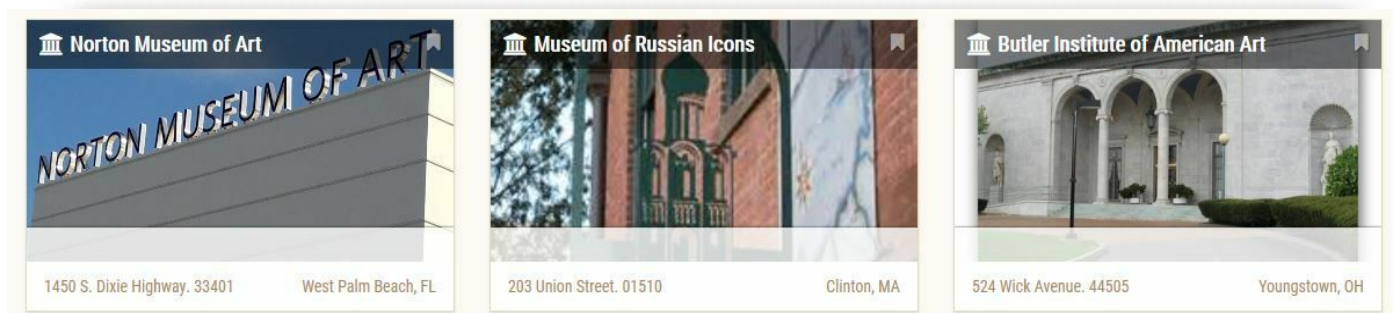 Norton Museum of Art
NORTON MUSEUM OF ART
1450 S. Dixie Highway. 33401 West Palm Beach, FL
Museum of Russian Icons
203 Union Street. 01510 Clinton, MA
Butler Institute of American Art
524 Wick Avenue. 44505 Youngstown, OH